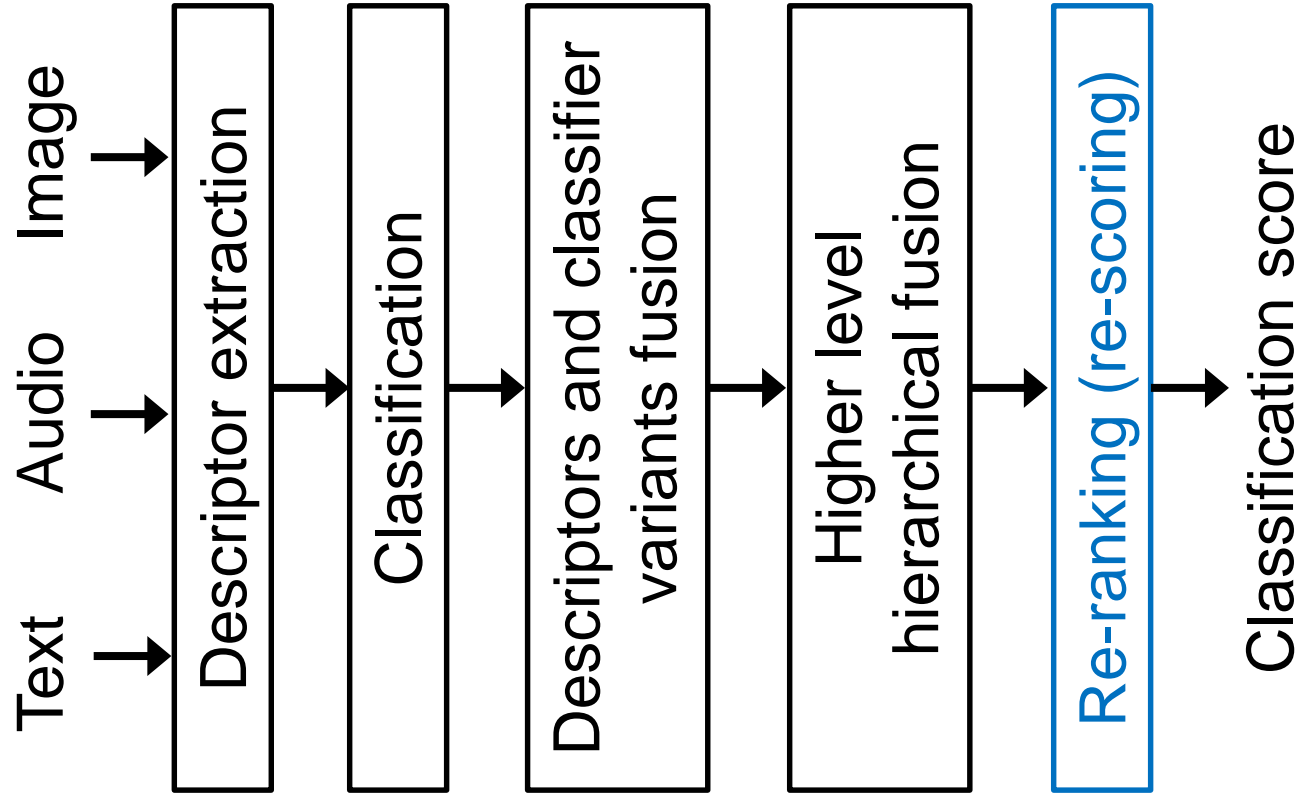 Image
Audio
Text
Descriptor extraction
Classification
Descriptors and classifier
variants fusion
Higher level
hierarchical fusion
Re-ranking (re-scoring)
Classification score